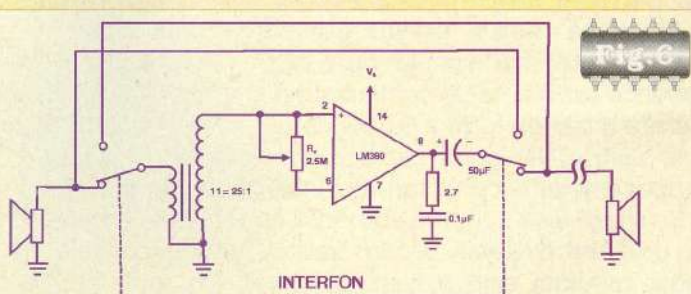 Fig.6
Vs
2
14
+
Rv
2.5M
LM380
8
+
-
50μF
6
-
7
2.7
0.1μF
11 = 25:1
INTERFON